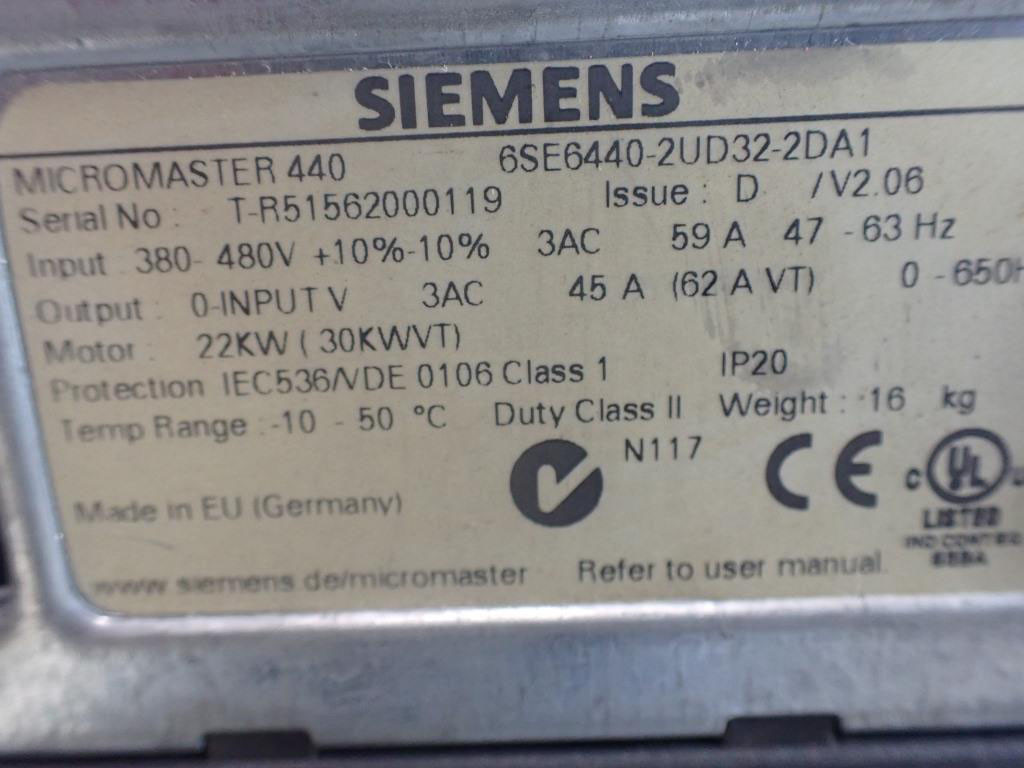 SIEMENS
MICROMASTER 440 6SE6440-2UD32-2DA1
Serial No : T-R51562000119 Issue : D /V2.06
Input 380- 480V +10%-10% 3AC 59 A 47 - 63 Hz
Output : 0-INPUT V 3AC 45 A (62 A VT) 0 - 650H
Motor : 22KW ( 30KWVT)
Protection IEC536/VDE 0106 Class 1 IP20
Temp Range : -10 - 50 °C Duty Class II Weight : 16 kg
N117
CE
C UL
LISTED
Made in EU (Germany)
www.siemens.de/micromaster Refer to user manual.